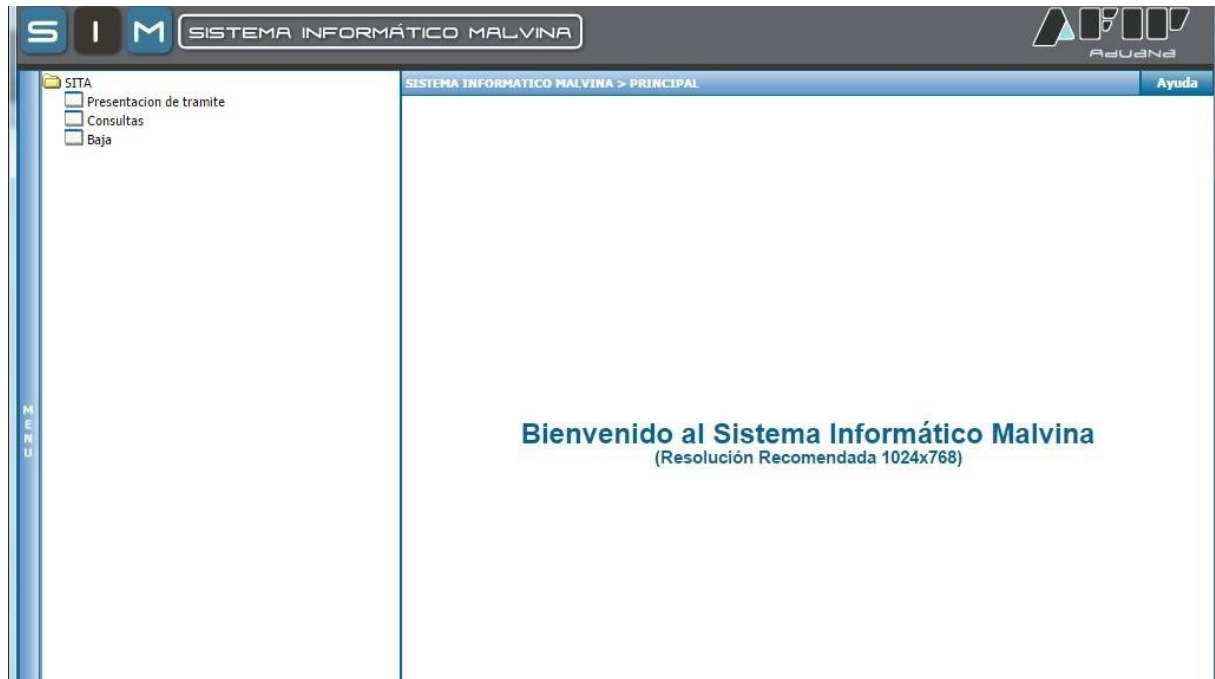 SIM SISTEMA INFORMÁTICO MALVINA
AFIP
Aduana
SITA
Presentacion de tramite
Consultas
Baja
SISTEMA INFORMATICO MALVINA > PRINCIPAL
Ayuda
MENU
Bienvenido al Sistema Informático Malvina
(Resolución Recomendada 1024x768)